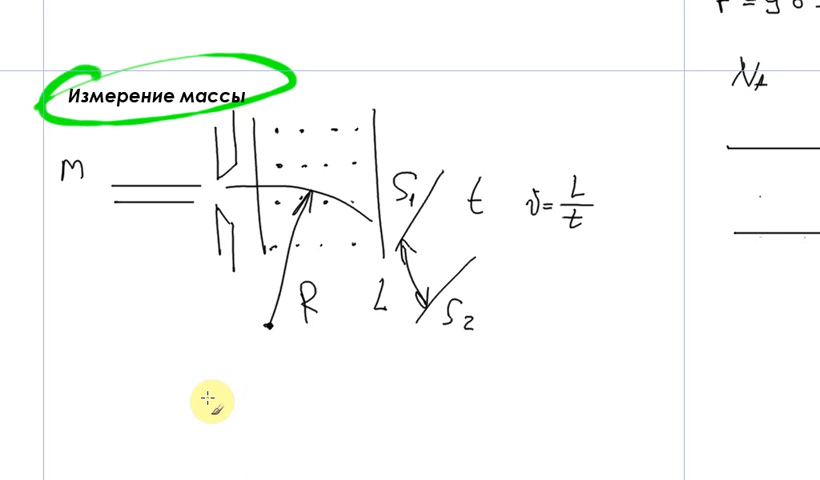 Измерение массы
M
S₁
t
v = L/t
R
L
S₂